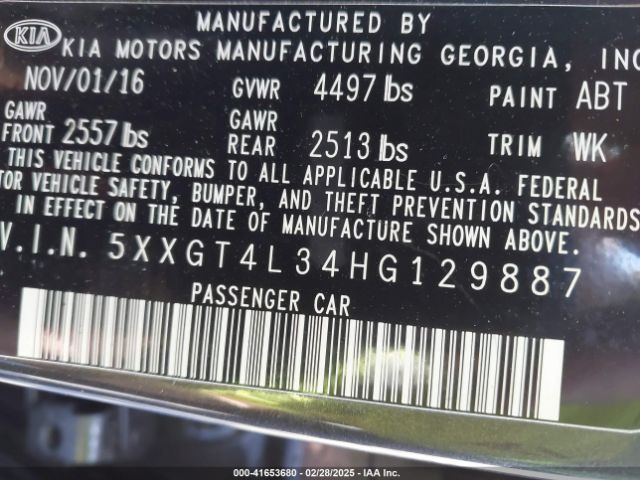 MANUFACTURED BY
KIA KIA MOTORS MANUFACTURING GEORGIA, INC
NOV/01/16 GVWR 4497 lbs PAINT ABT
GAWR FRONT 2557 lbs GAWR REAR 2513 lbs TRIM WK
THIS VEHICLE CONFORMS TO ALL APPLICABLE U.S.A. FEDERAL
TOR VEHICLE SAFETY, BUMPER, AND THEFT PREVENTION STANDARDS
IN EFFECT ON THE DATE OF MANUFACTURE SHOWN ABOVE.
V.I.N. 5XXGT4L34HG129887
PASSENGER CAR
000-41653680 - 02/28/2025 - IAA Inc.